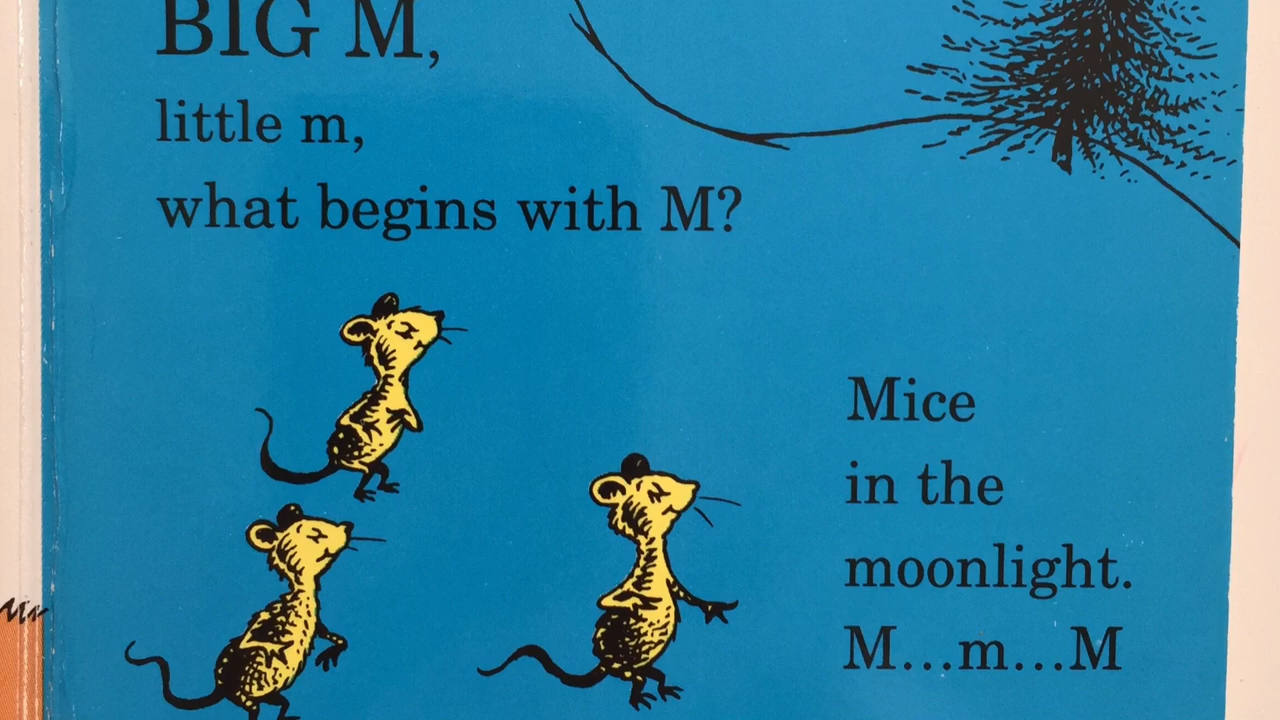 BIG M,
little m,
what begins with M?
Mice
in the
moonlight.
M...m...M